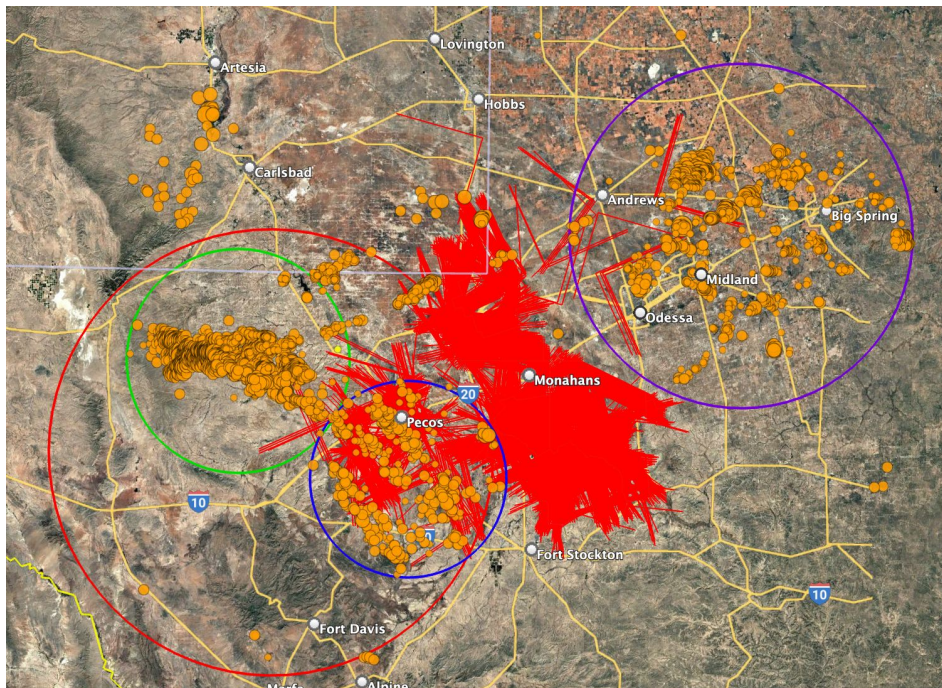 Lovington
Artesia
Hobbs
Carlsbad
Andrews
Big Spring
Midland
Odessa
Monahans
20
Pecos
10
Fort Stockton
10
Fort Davis
Alpine